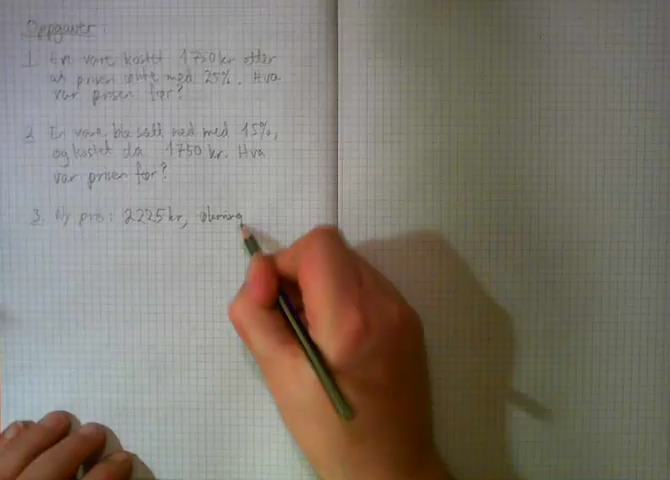 Oppgaver:
1. En vare kostet 1750 kr etter
at prisen økte med 25%. Hva
var prisen før?
2. En vare ble satt ned med 15%,
og kostet da 1750 kr. Hva
var prisen før?
3. Ny pris: 2225 kr, økning